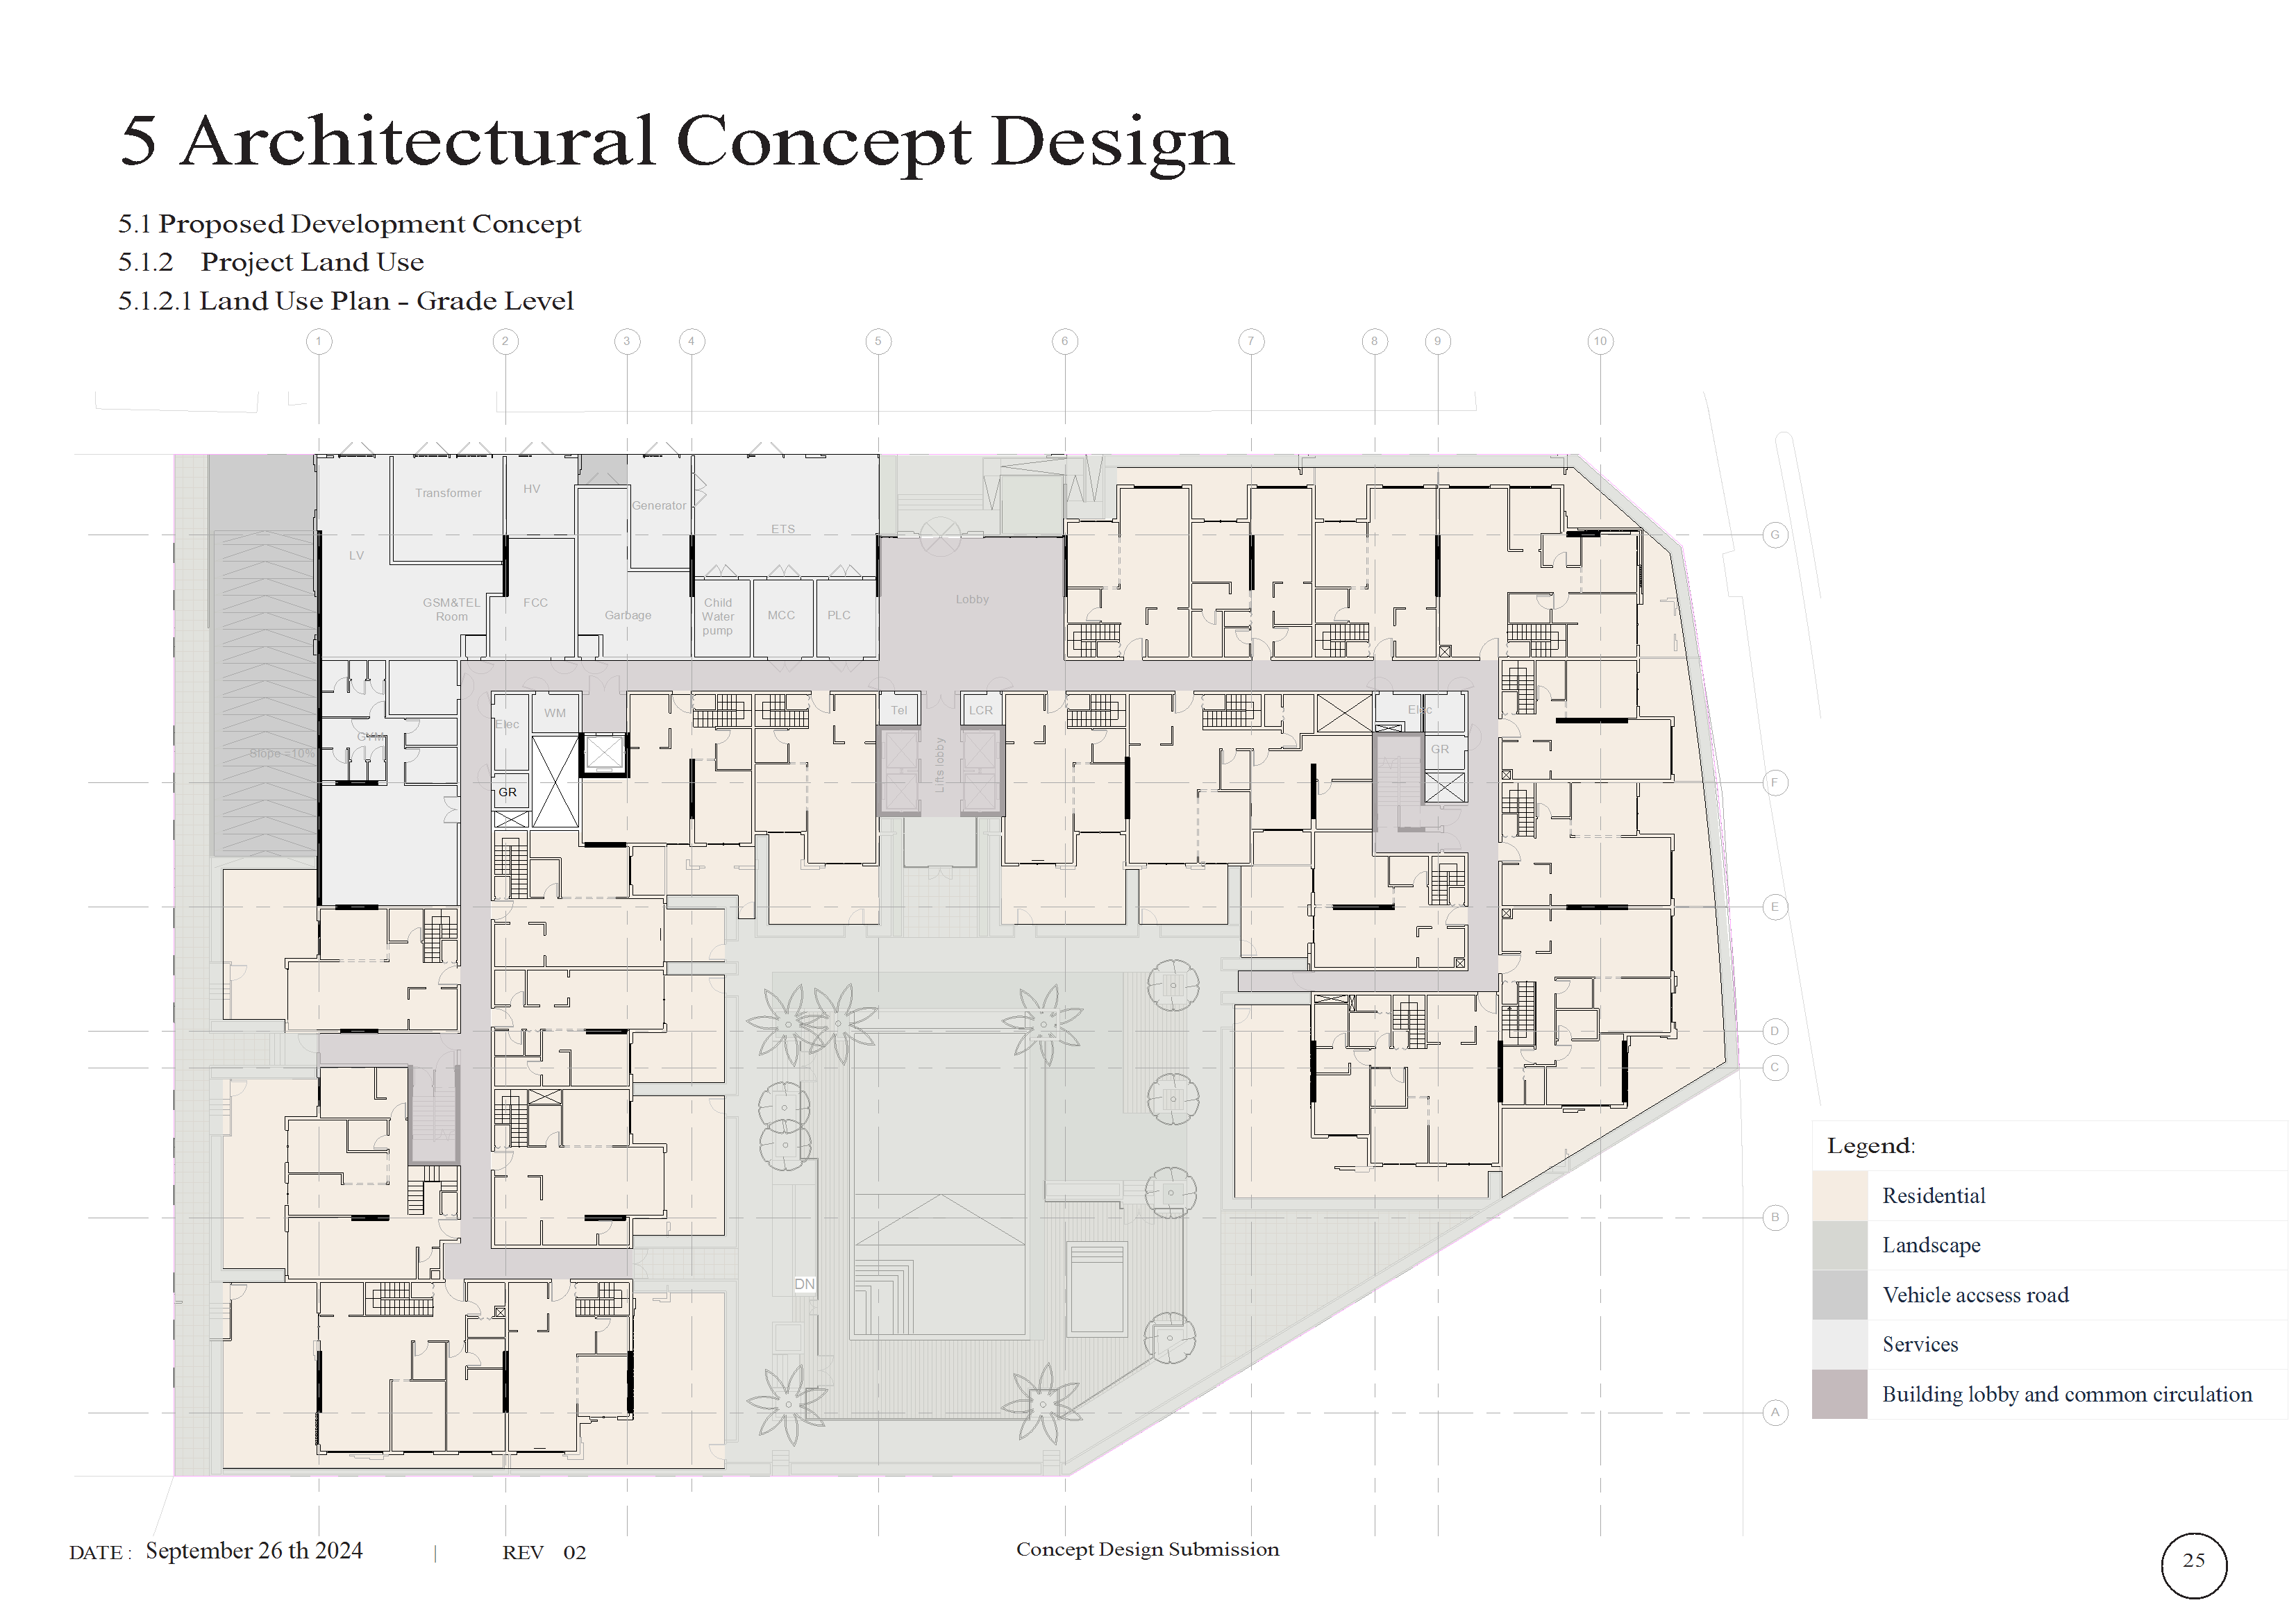 5 Architectural Concept Design
5.1 Proposed Development Concept
5.1.2 Project Land Use
5.1.2.1 Land Use Plan - Grade Level
1 2 3 4 5 6 7 8 9 10
Transformer
HV
Generator
ETS
G
LV
GSM&TEL
Room
FCC
Garbage
Child
Water
pump
MCC
PLC
Lobby
Elec
WM
Tel
LCR
Elec
GYM
Slope =10%
Lifts lobby
GR
GR
F
E
D
C
B
A
DN
Legend:
Residential
Landscape
Vehicle accsess road
Services
Building lobby and common circulation
DATE : September 26 th 2024 | REV 02
Concept Design Submission
25